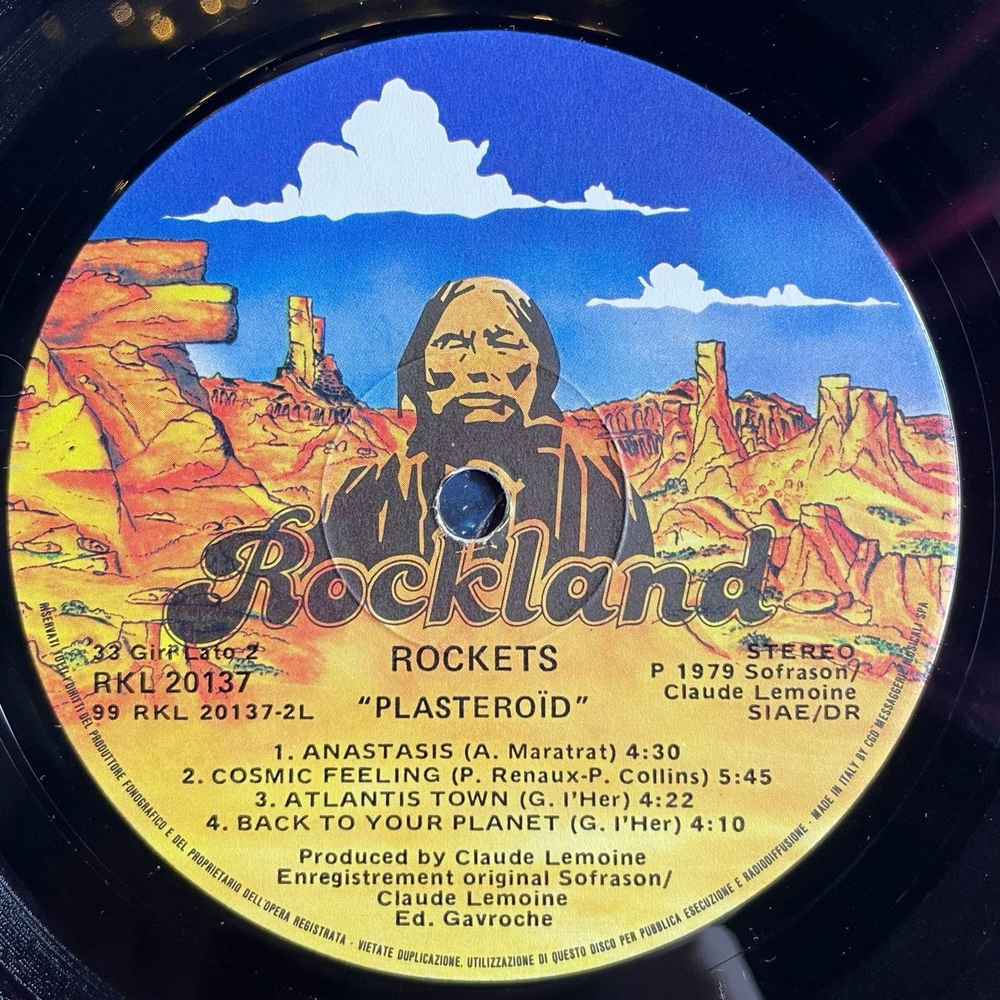 Rockland
33 Giri Lato 2
RKL 20137
99 RKL 20137-2L
ROCKETS
"PLASTEROÏD"
STEREO
P 1979 Sofrason/
Claude Lemoine
SIAE/DR
1. ANASTASIS (A. Maratrat) 4:30
2. COSMIC FEELING (P. Renaux-P. Collins) 5:45
3. ATLANTIS TOWN (G. l'Her) 4:22
4. BACK TO YOUR PLANET (G. l'Her) 4:10
Produced by Claude Lemoine
Enregistrement original Sofrason/
Claude Lemoine
Ed. Gavroche
RISERVATI TUTTI I DIRITTI DEL PRODUTTORE FONOGRAFICO E DEL PROPRIETARIO DELL'OPERA REGISTRATA · VIETATE DUPLICAZIONE, UTILIZZAZIONE DI QUESTO DISCO PER PUBBLICA ESECUZIONE E RADIODIFFUSIONE · MADE IN ITALY BY CGD MESSAGGERIE MUSICALI SPA